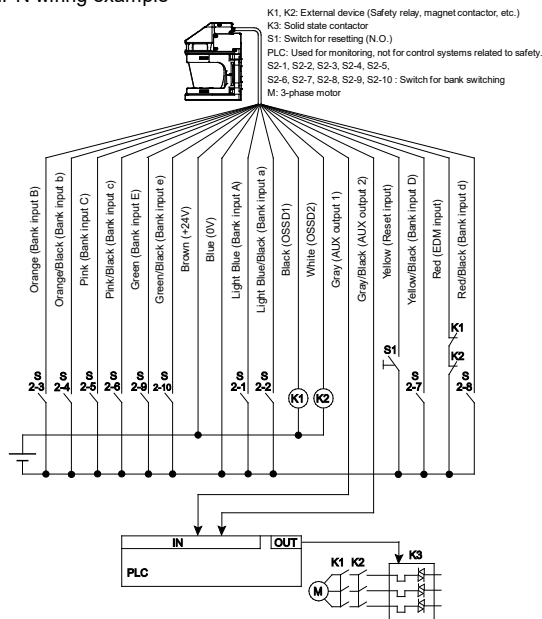 K1, K2: External device (Safety relay, magnet contactor, etc.)
K3: Solid state contactor
S1: Switch for resetting (N.O.)
PLC: Used for monitoring, not for control systems related to safety.
S2-1, S2-2, S2-3, S2-4, S2-5,
S2-6, S2-7, S2-8, S2-9, S2-10 : Switch for bank switching
M: 3-phase motor
Orange (Bank input B)
Orange/Black (Bank input b)
Pink (Bank input C)
Pink/Black (Bank input c)
Green (Bank input E)
Green/Black (Bank input e)
Brown (+24V)
Blue (0V)
Light Blue (Bank input A)
Light Blue/Black (Bank input a)
Black (OSSD1)
White (OSSD2)
Gray (AUX output 1)
Gray/Black (AUX output 2)
Yellow (Reset input)
Yellow/Black (Bank input D)
Red (EDM input)
Red/Black (Bank input d)
K1
S1
K2
S 2-3
S 2-4
S 2-5
S 2-6
S 2-9
S 2-10
S 2-1
S 2-2
K1
K2
S 2-7
S 2-8
IN
OUT
PLC
K1 K2
K3
M